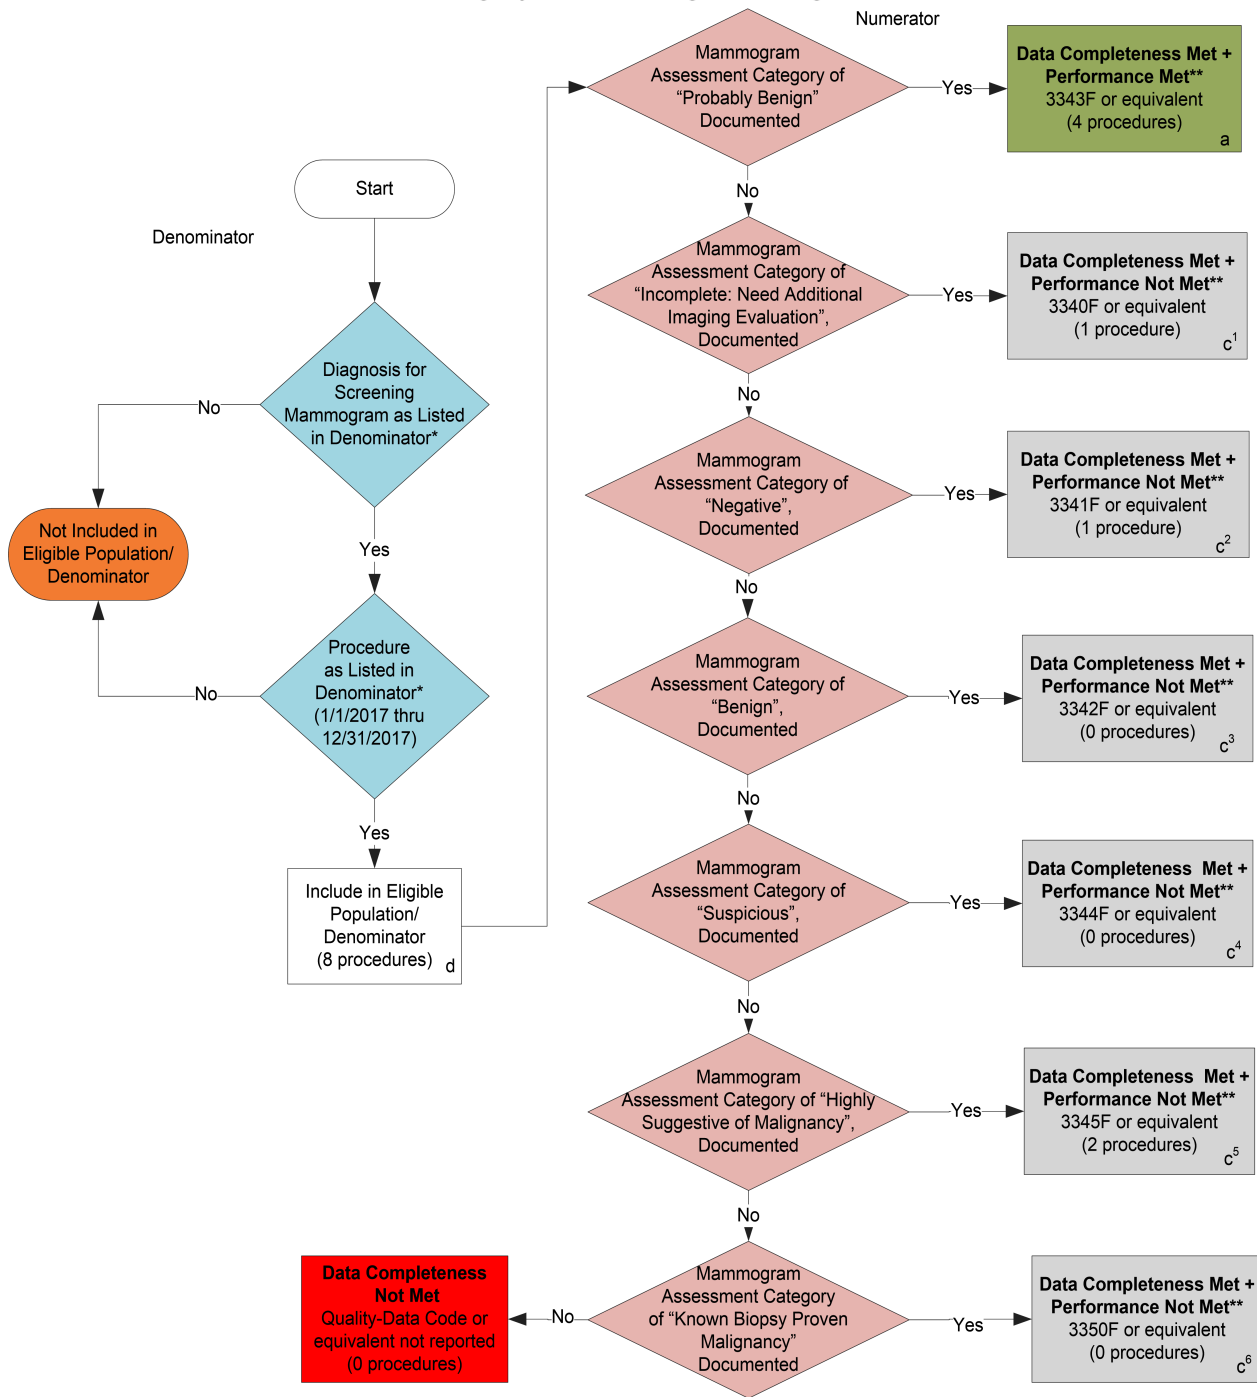 Numerator
Denominator
Start
Diagnosis for
Screening
Mammogram as Listed
in Denominator*
No
Yes
Not Included in
Eligible Population/
Denominator
Procedure
as Listed in
Denominator*
(1/1/2017 thru
12/31/2017)
No
Yes
Include in Eligible
Population/
Denominator
(8 procedures)
d
Mammogram
Assessment Category of
“Probably Benign”
Documented
Yes
Data Completeness Met +
Performance Met**
3343F or equivalent
(4 procedures)
a
No
Mammogram
Assessment Category of
“Incomplete: Need Additional
Imaging Evaluation”,
Documented
Yes
Data Completeness Met +
Performance Not Met**
3340F or equivalent
(1 procedure)
c1
No
Mammogram
Assessment Category of
“Negative”,
Documented
Yes
Data Completeness Met +
Performance Not Met**
3341F or equivalent
(1 procedure)
c2
No
Mammogram
Assessment Category of
“Benign”,
Documented
Yes
Data Completeness Met +
Performance Not Met**
3342F or equivalent
(0 procedures)
c3
No
Mammogram
Assessment Category of
“Suspicious”,
Documented
Yes
Data Completeness Met +
Performance Not Met**
3344F or equivalent
(0 procedures)
c4
No
Mammogram
Assessment Category of “Highly
Suggestive of Malignancy”,
Documented
Yes
Data Completeness Met +
Performance Not Met**
3345F or equivalent
(2 procedures)
c5
No
Mammogram
Assessment Category
of “Known Biopsy Proven
Malignancy”
Documented
Yes
Data Completeness Met +
Performance Not Met**
3350F or equivalent
(0 procedures)
c6
No
Data Completeness
Not Met
Quality-Data Code or
equivalent not reported
(0 procedures)